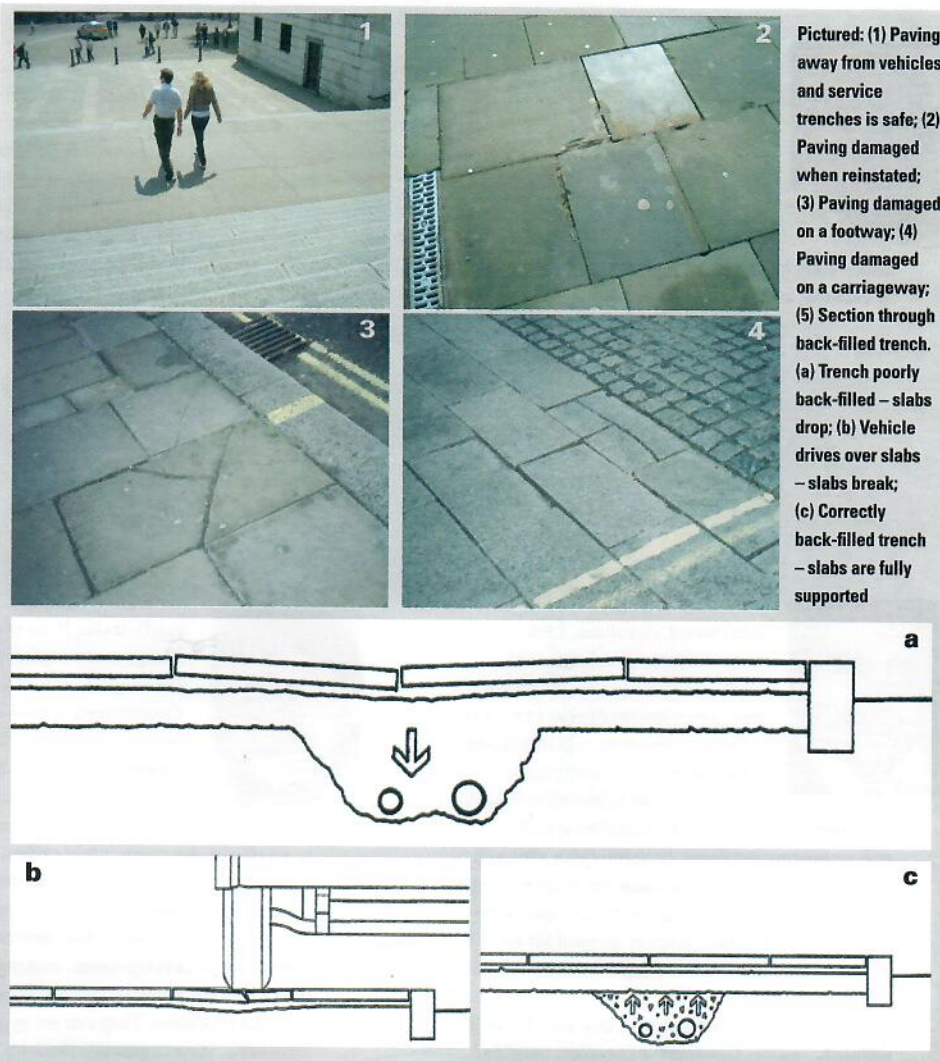 1
2
3
4
Pictured: (1) Paving
away from vehicles
and service
trenches is safe; (2)
Paving damaged
when reinstated;
(3) Paving damaged
on a footway; (4)
Paving damaged
on a carriageway;
(5) Section through
back-filled trench.
(a) Trench poorly
back-filled – slabs
drop; (b) Vehicle
drives over slabs
– slabs break;
(c) Correctly
back-filled trench
– slabs are fully
supported
a
b
c